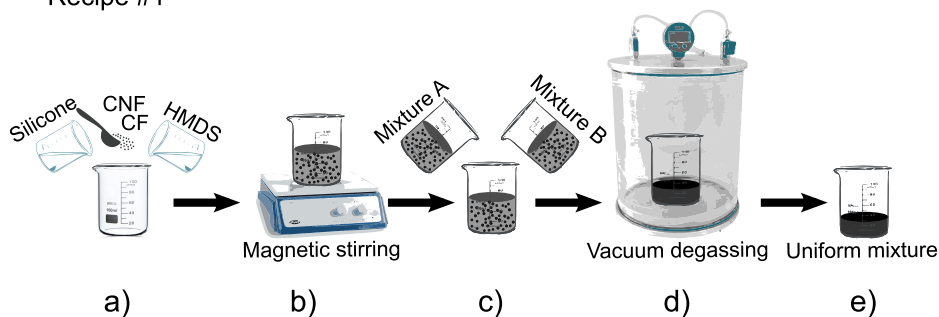 Recipe #1
Silicone
CNF
CF
HMDS
Mixture A
Mixture B
Magnetic stirring
Vacuum degassing
Uniform mixture
a)
b)
c)
d)
e)